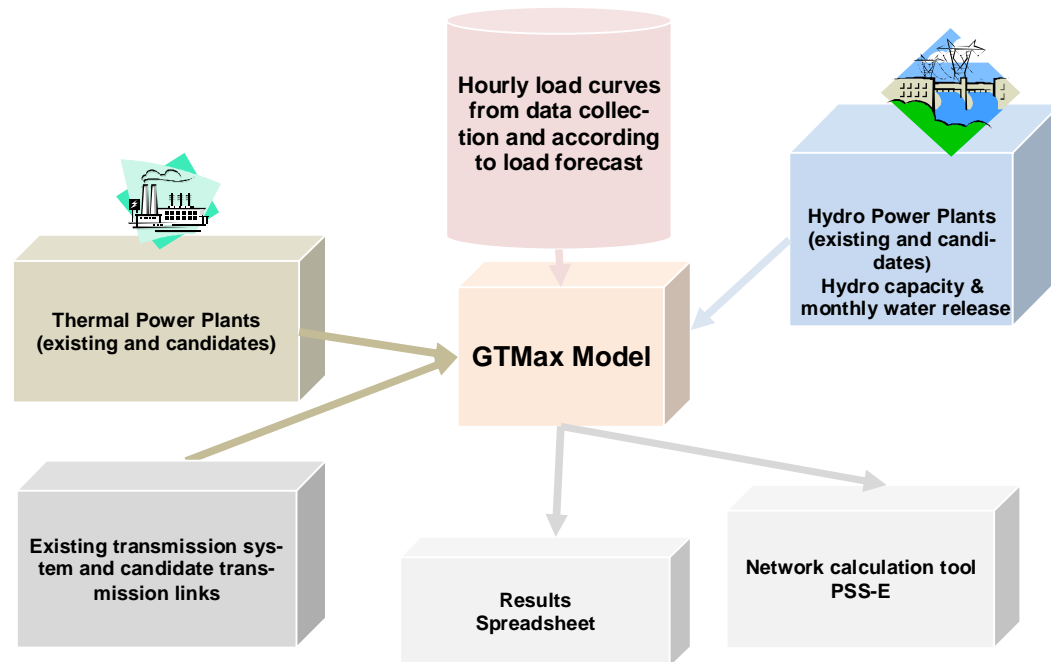 Hourly load curves
from data collec-
tion and according
to load forecast
Hydro Power Plants
(existing and candi-
dates)
Hydro capacity &
monthly water release
Thermal Power Plants
(existing and candidates)
GTMax Model
Existing transmission sys-
tem and candidate trans-
mission links
Results
Spreadsheet
Network calculation tool
PSS-E